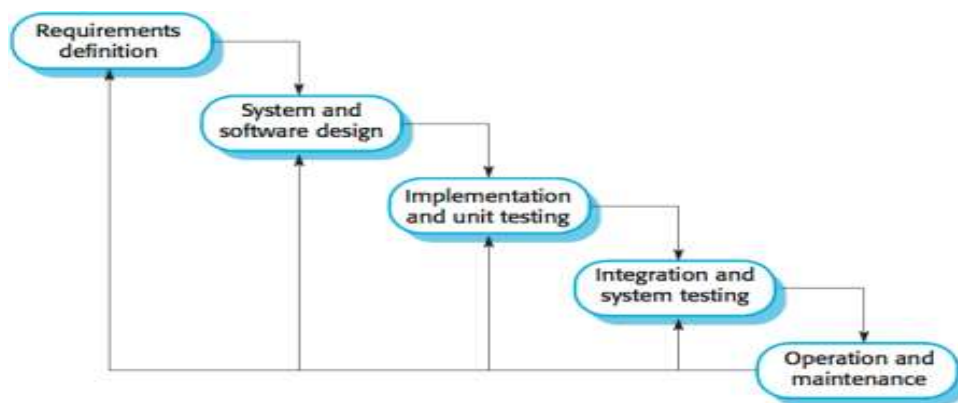 Requirements
definition
System and
software design
Implementation
and unit testing
Integration and
system testing
Operation and
maintenance